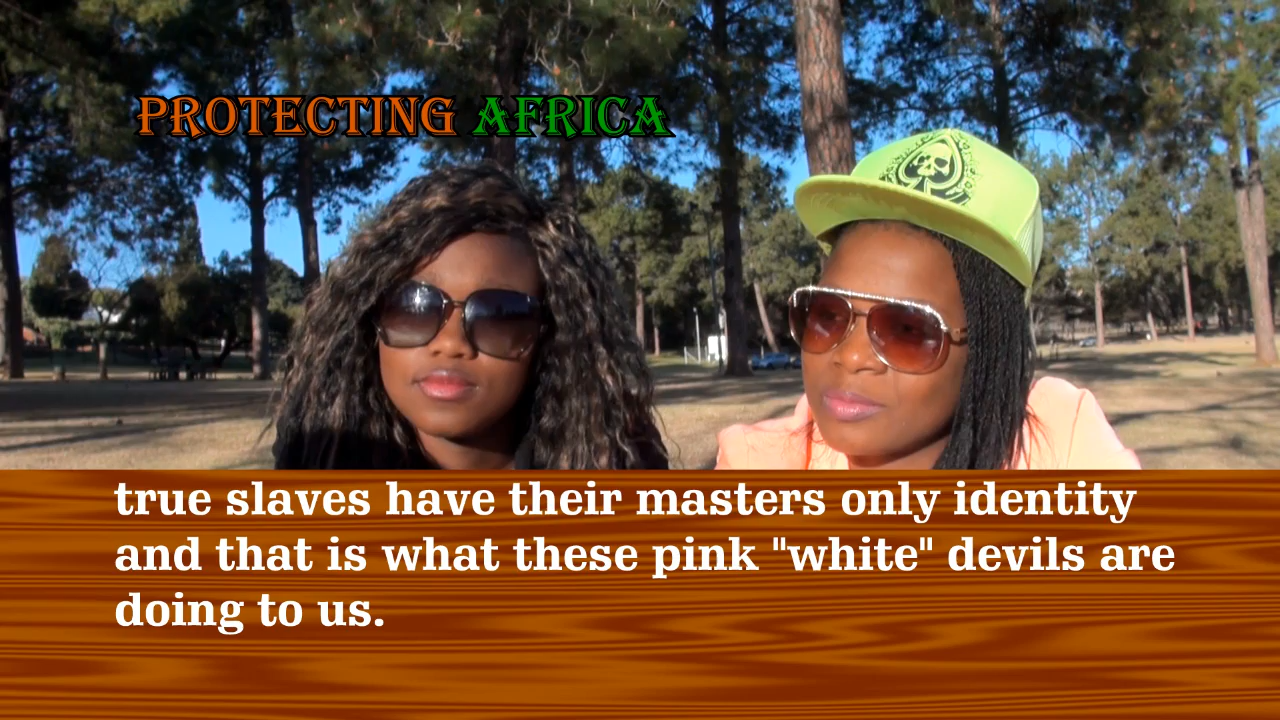 PROTECTING AFRICA
true slaves have their masters only identity
and that is what these pink "white" devils are
doing to us.